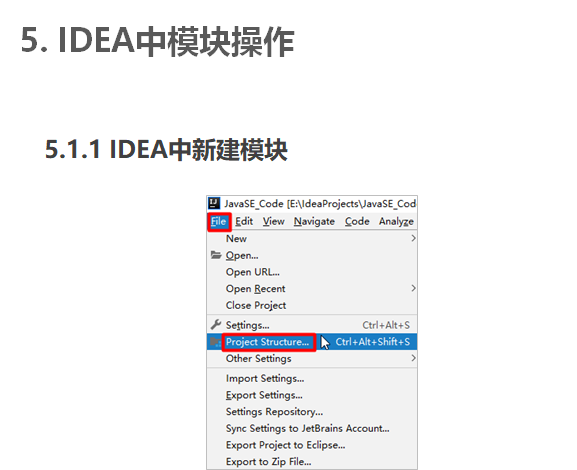 5. IDEA中模块操作
5.1.1 IDEA中新建模块
JavaSE_Code [E:\IdeaProjects\JavaSE_Cod
File Edit View Navigate Code Analyze
New
Open...
Open URL...
Open Recent
Close Project
Settings... Ctrl+Alt+S
Project Structure... Ctrl+Alt+Shift+S
Other Settings
Import Settings...
Export Settings...
Settings Repository...
Sync Settings to JetBrains Account...
Export Project to Eclipse...
Export to Zip File...